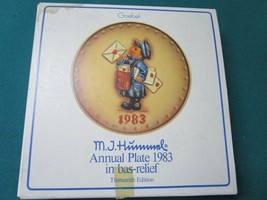 Goebel
1983
M.J.Hummel
Annual Plate 1983
in bas-relief
Thirteenth Edition